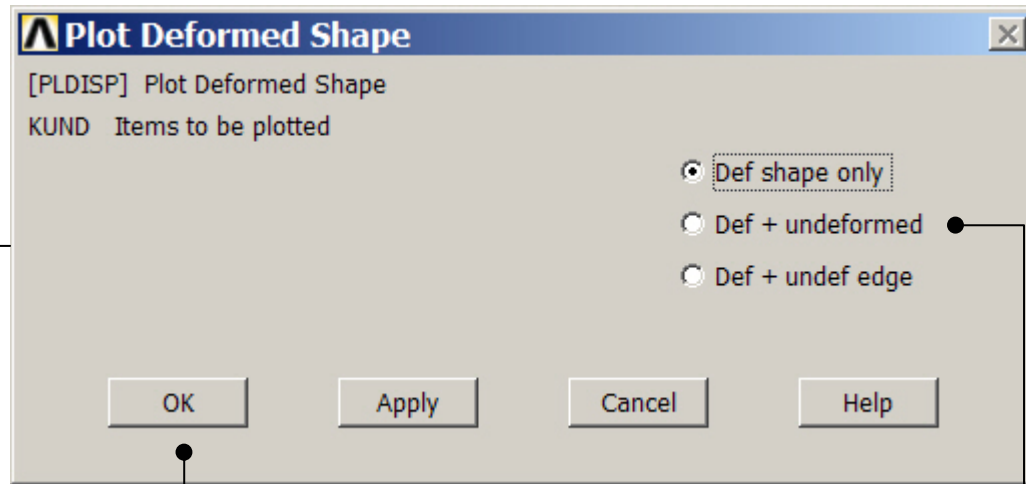 Plot Deformed Shape
[PLDISP] Plot Deformed Shape
KUND Items to be plotted
Def shape only
Def + undeformed
Def + undef edge
OK Apply Cancel Help